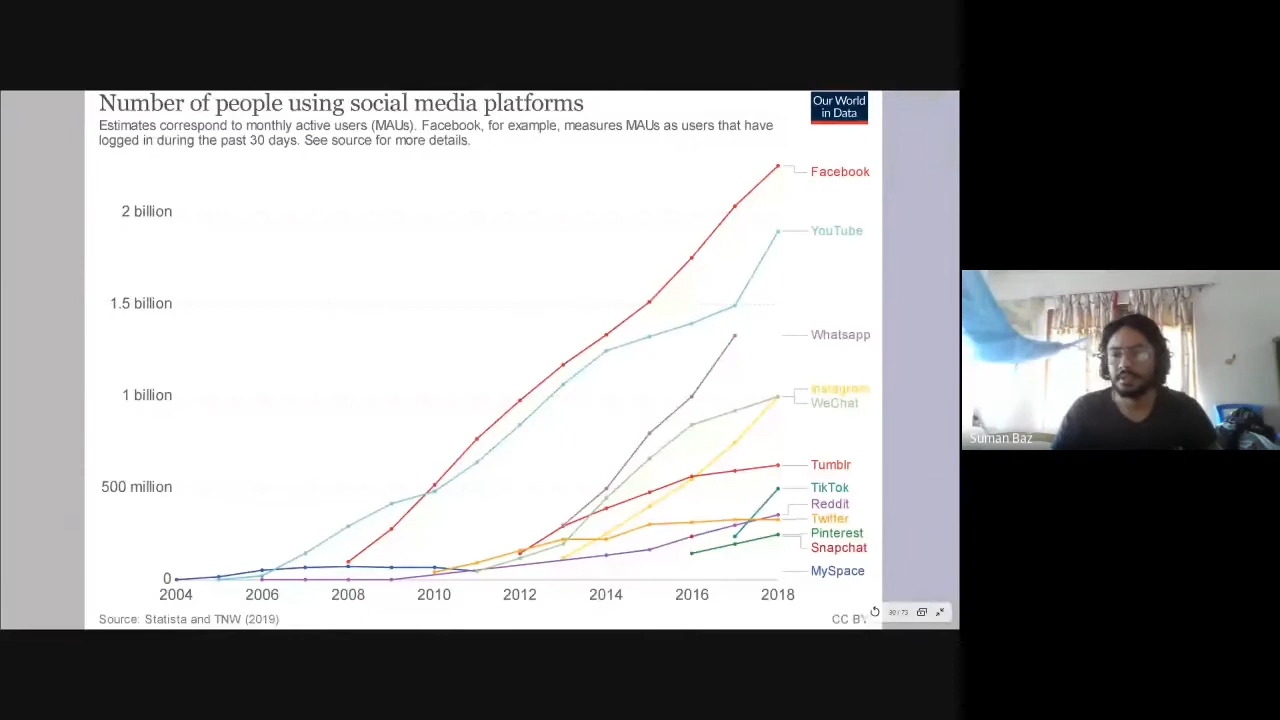 Number of people using social media platforms
Our World
in Data
Estimates correspond to monthly active users (MAUs). Facebook, for example, measures MAUs as users that have
logged in during the past 30 days. See source for more details.
Facebook
2 billion
YouTube
1.5 billion
Whatsapp
Instagram
1 billion
WeChat
Tumblr
500 million
TikTok
Reddit
Twitter
Pinterest
Snapchat
MySpace
0
2004
2006
2008
2010
2012
2014
2016
2018
Source: Statista and TNW (2019)
CC BY
30 / 73
Suman Baz